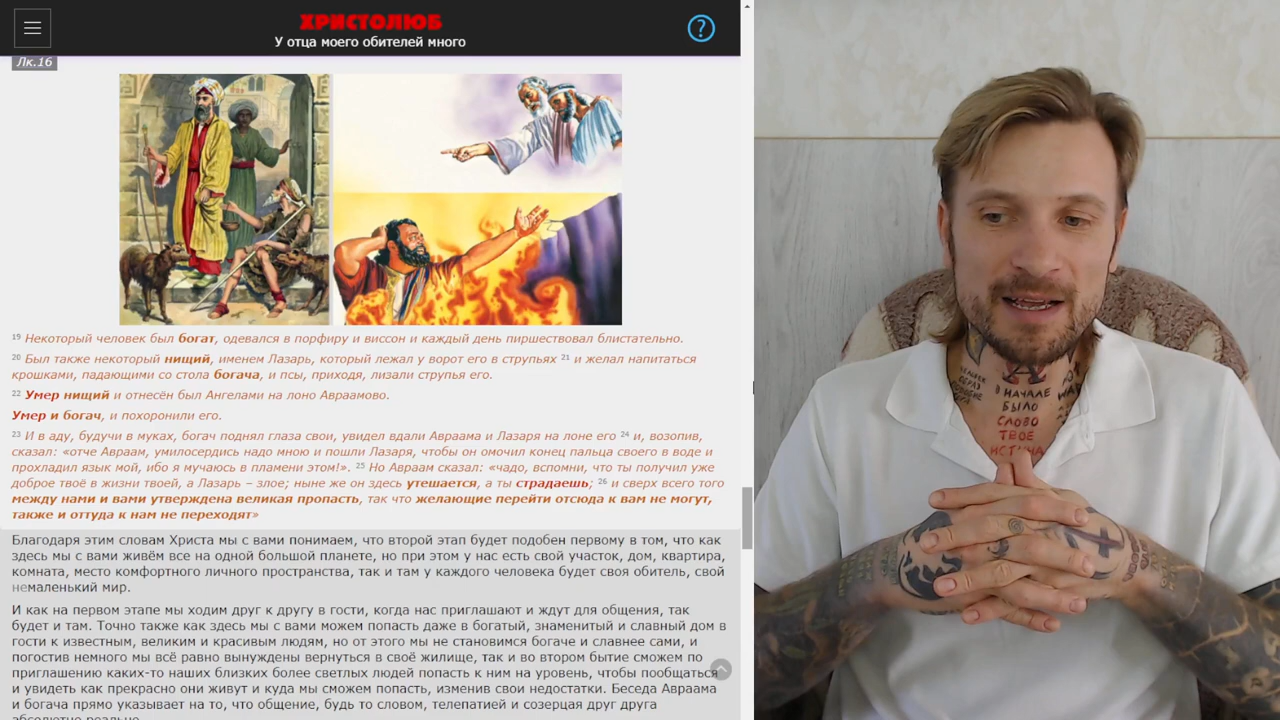 ХРИСТОЛЮБ
У отца моего обителей много
?
Лк.16
19 Некоторый человек был богат, одевался в порфиру и виссон и каждый день пиршествовал блистательно.
20 Был также некоторый нищий, именем Лазарь, который лежал у ворот его в струпьях 21 и желал напитаться
крошками, падающими со стола богача, и псы, приходя, лизали струпья его.
22 Умер нищий и отнесён был Ангелами на лоно Авраамово.
Умер и богач, и похоронили его.
23 И в аду, будучи в муках, богач поднял глаза свои, увидел вдали Авраама и Лазаря на лоне его 24 и, возопив,
сказал: «отче Авраам, умилосердись надо мною и пошли Лазаря, чтобы он омочил конец пальца своего в воде и
прохладил язык мой, ибо я мучаюсь в пламени этом!». 25 Но Авраам сказал: «чадо, вспомни, что ты получил уже
доброе твоё в жизни твоей, а Лазарь – злое; ныне же он здесь утешается, а ты страдаешь; 26 и сверх всего того
между нами и вами утверждена великая пропасть, так что желающие перейти отсюда к вам не могут,
также и оттуда к нам не переходят»
Благодаря этим словам Христа мы с вами понимаем, что второй этап будет подобен первому в том, что как
здесь мы с вами живём все на одной большой планете, но при этом у нас есть свой участок, дом, квартира,
комната, место комфортного личного пространства, так и там у каждого человека будет своя обитель, свой
немаленький мир.
И как на первом этапе мы ходим друг к другу в гости, когда нас приглашают и ждут для общения, так
будет и там. Точно также как здесь мы с вами можем попасть даже в богатый, знаменитый и славный дом в
гости к известным, великим и красивым людям, но от этого мы не становимся богаче и славнее сами, и
погостив немного мы всё равно вынуждены вернуться в своё жилище, так и во втором бытие сможем по
приглашению каких-то наших близких более светлых людей попасть к ним на уровень, чтобы пообщаться
и увидеть как прекрасно они живут и куда мы сможем попасть, изменив свои недостатки. Беседа Авраама
и богача прямо указывает на то, что общение, будь то словом, телепатией и созерцая друг друга
абсолютно реально
В НАЧАЛЕ
БЫЛО
СЛОВО
ТВОЕ
ИСТИНА